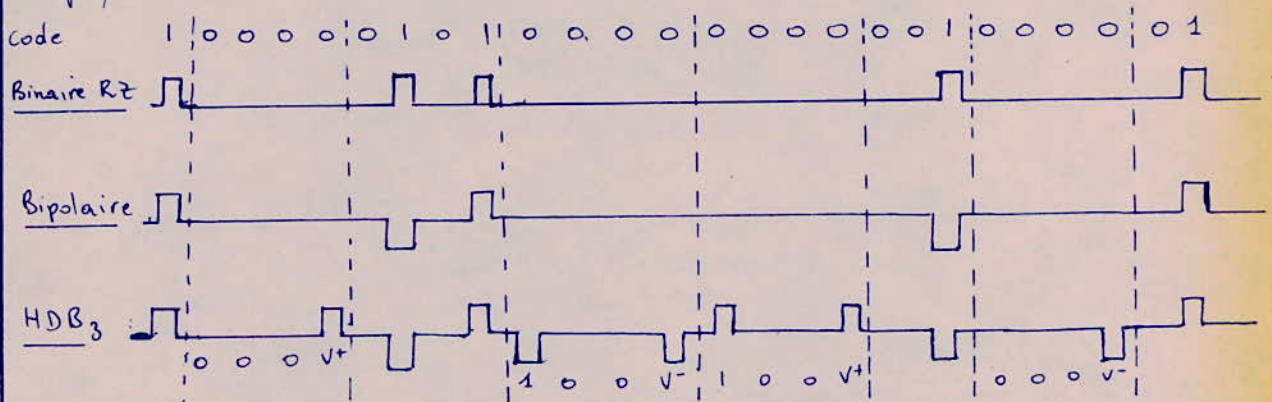 Code 1 0 0 0 0 0 1 0 1 0 0 0 0 0 0 0 0 0 0 1 0 0 0 0 0 1
Binaire RZ
Bipolaire
HDB3
0 0 0 V+ 1 0 0 V- 1 0 0 V+ 0 0 0 V-